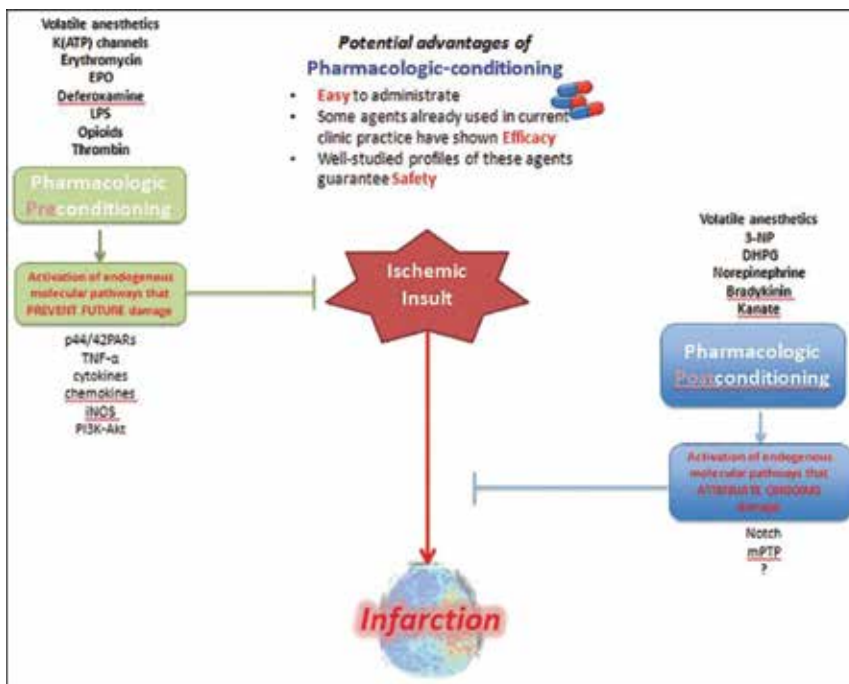 Volatile anesthetics
K(ATP) channels
Erythromycin
EPO
Deferoxamine
LPS
Opioids
Thrombin
Pharmacologic
Preconditioning
Activation of endogenous
molecular pathways that
PREVENT FUTURE damage
p44/42PARs
TNF-α
cytokines
chemokines
iNOS
PI3K-Akt
Potential advantages of
Pharmacologic-conditioning
• Easy to administrate
• Some agents already used in current
clinic practice have shown Efficacy
• Well-studied profiles of these agents
guarantee Safety
Ischemic
Insult
Volatile anesthetics
3-NP
DHPG
Norepinephrine
Bradykinin
Kanate
Pharmacologic
Postconditioning
Activation of endogenous
molecular pathways that
ATTENUATE ONGOING
damage
Notch
mPTP
?
Infarction